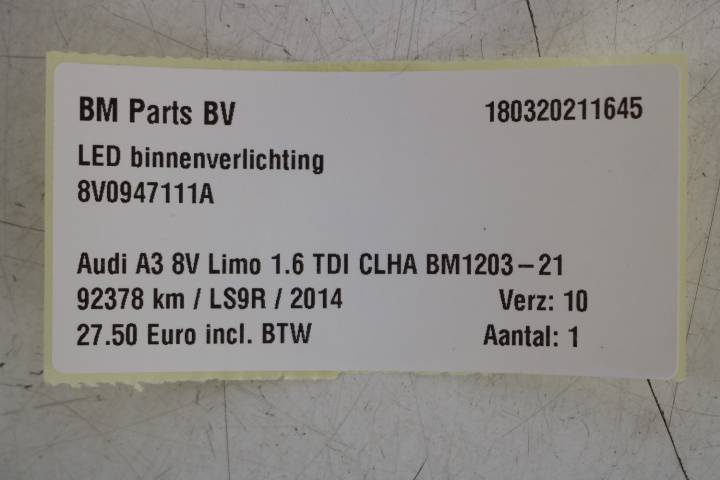 BM Parts BV 180320211645
LED binnenverlichting
8V0947111A
Audi A3 8V Limo 1.6 TDI CLHA BM1203-21
92378 km / LS9R / 2014 Verz: 10
27.50 Euro incl. BTW Aantal: 1